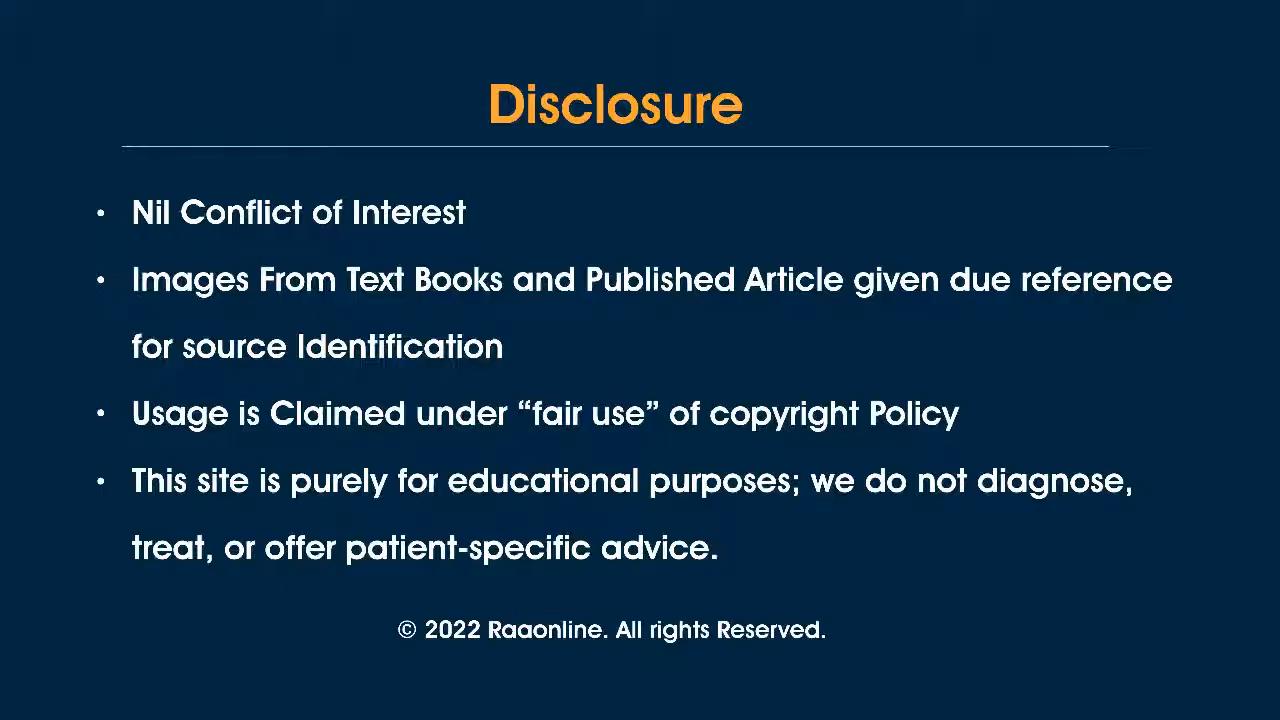 Disclosure
• Nil Conflict of Interest
• Images From Text Books and Published Article given due reference
for source Identification
• Usage is Claimed under “fair use” of copyright Policy
• This site is purely for educational purposes; we do not diagnose,
treat, or offer patient-specific advice.
© 2022 Raaonline. All rights Reserved.